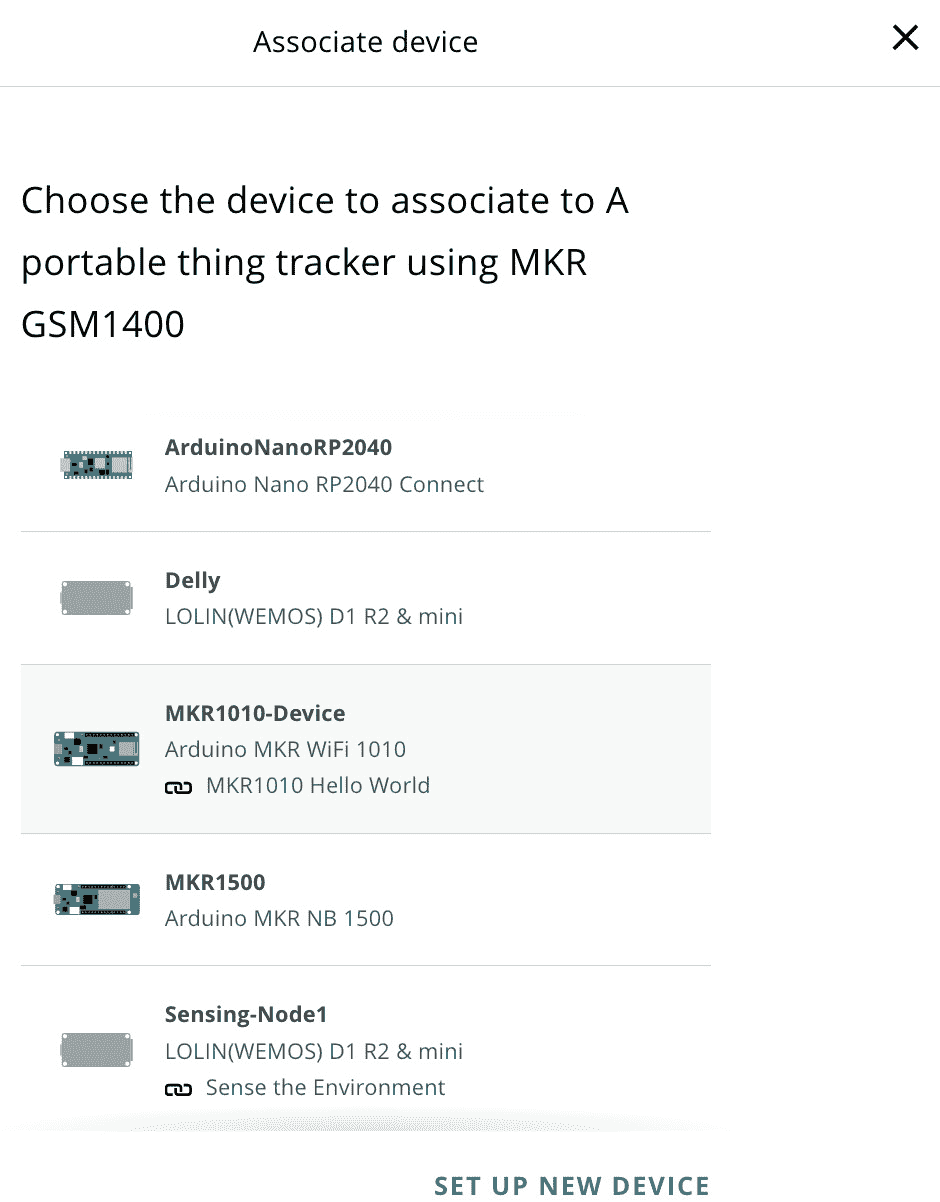 Associate device
Choose the device to associate to A
portable thing tracker using MKR
GSM1400
ArduinoNanoRP2040
Arduino Nano RP2040 Connect
Delly
LOLIN(WEMOS) D1 R2 & mini
MKR1010-Device
Arduino MKR WiFi 1010
MKR1010 Hello World
MKR1500
Arduino MKR NB 1500
Sensing-Node1
LOLIN(WEMOS) D1 R2 & mini
Sense the Environment
SET UP NEW DEVICE